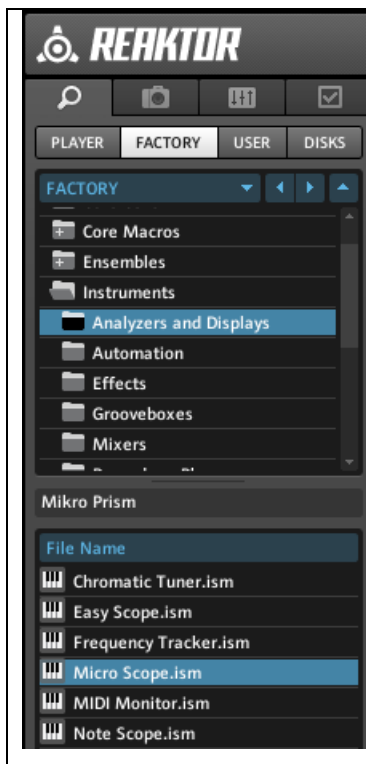 REAKTOR
PLAYER FACTORY USER DISKS
FACTORY
Core Macros
Ensembles
Instruments
Analyzers and Displays
Automation
Effects
Grooveboxes
Mixers
Mikro Prism
File Name
Chromatic Tuner.ism
Easy Scope.ism
Frequency Tracker.ism
Micro Scope.ism
MIDI Monitor.ism
Note Scope.ism